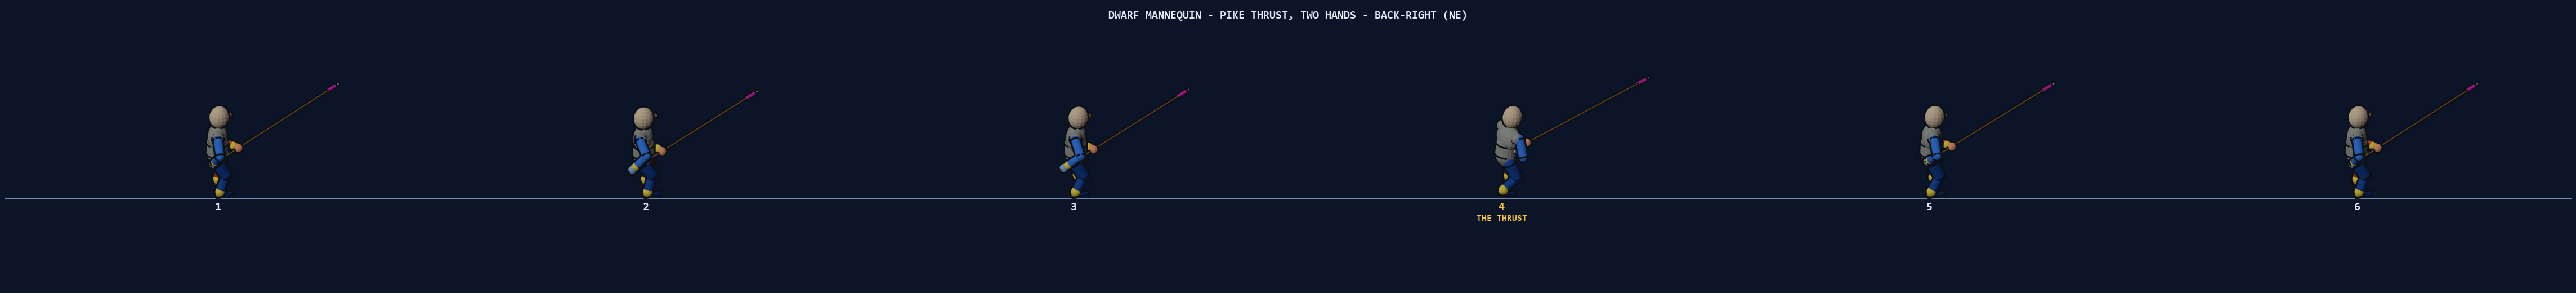 DWARF MANNEQUIN - PIKE THRUST, TWO HANDS - BACK-RIGHT (NE)
1 2 3 4 5 6
THE THRUST